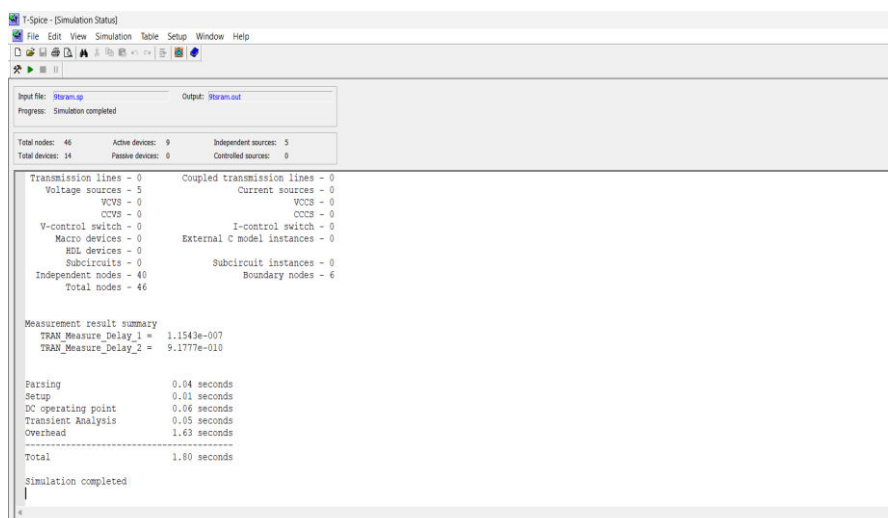 T-Spice - [Simulation Status]
File Edit View Simulation Table Setup Window Help
Input file: 9tsram.sp Output: 9tsram.out
Progress: Simulation completed
Total nodes: 46 Active devices: 9 Independent sources: 5
Total devices: 14 Passive devices: 0 Controlled sources: 0
Transmission lines - 0 Coupled transmission lines - 0
Voltage sources - 5 Current sources - 0
VCVS - 0 VCCS - 0
CCVS - 0 CCCS - 0
V-control switch - 0 I-control switch - 0
Macro devices - 0 External C model instances - 0
HDL devices - 0
Subcircuits - 0 Subcircuit instances - 0
Independent nodes - 40 Boundary nodes - 6
Total nodes - 46
Measurement result summary
TRAN_Measure_Delay_1 = 1.1543e-007
TRAN_Measure_Delay_2 = 9.1777e-010
Parsing 0.04 seconds
Setup 0.01 seconds
DC operating point 0.06 seconds
Transient Analysis 0.05 seconds
Overhead 1.63 seconds
-----------------------------------------
Total 1.80 seconds
Simulation completed